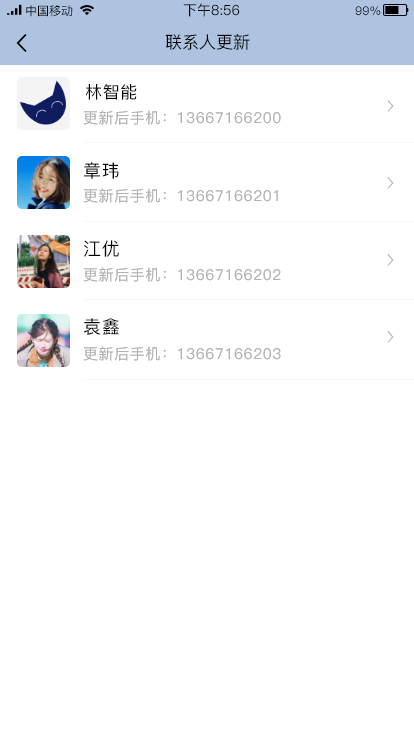 中国移动 下午8:56 99%
联系人更新
林智能
更新后手机：13667166200
章玮
更新后手机：13667166201
江优
更新后手机：13667166202
袁鑫
更新后手机：13667166203